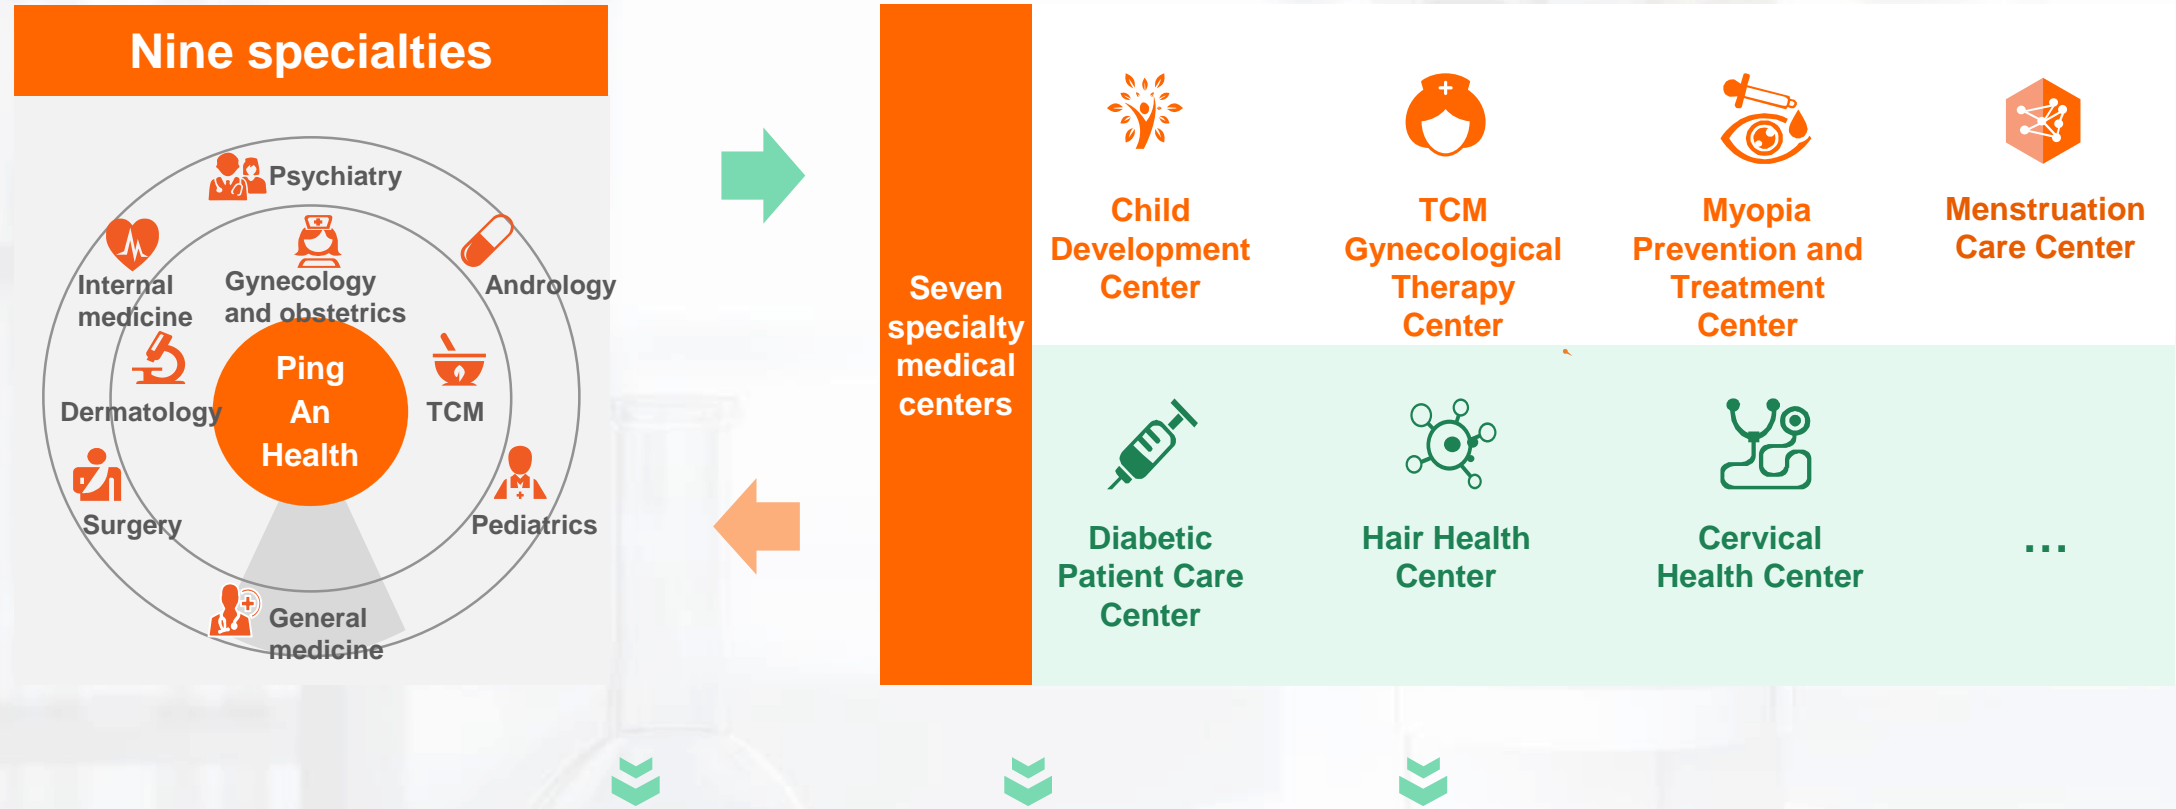 Nine specialties
Psychiatry
Internal
medicine
Gynecology
and obstetrics
Andrology
Dermatology
Ping
An
Health
TCM
Surgery
Pediatrics
General
medicine
Seven
specialty
medical
centers
Child
Development
Center
TCM
Gynecological
Therapy
Center
Myopia
Prevention and
Treatment
Center
Menstruation
Care Center
Diabetic
Patient Care
Center
Hair Health
Center
Cervical
Health Center
...